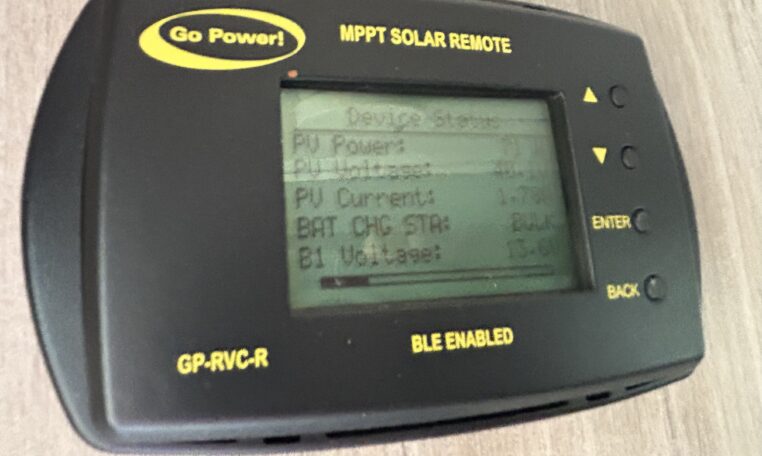 Go Power!
MPPT SOLAR REMOTE
Device Status
PV Power:
PV Voltage:
PV Current:
BAT CHG STA: BULK
B1 Voltage:
ENTER
BACK
BLE ENABLED
GP-RVC-R